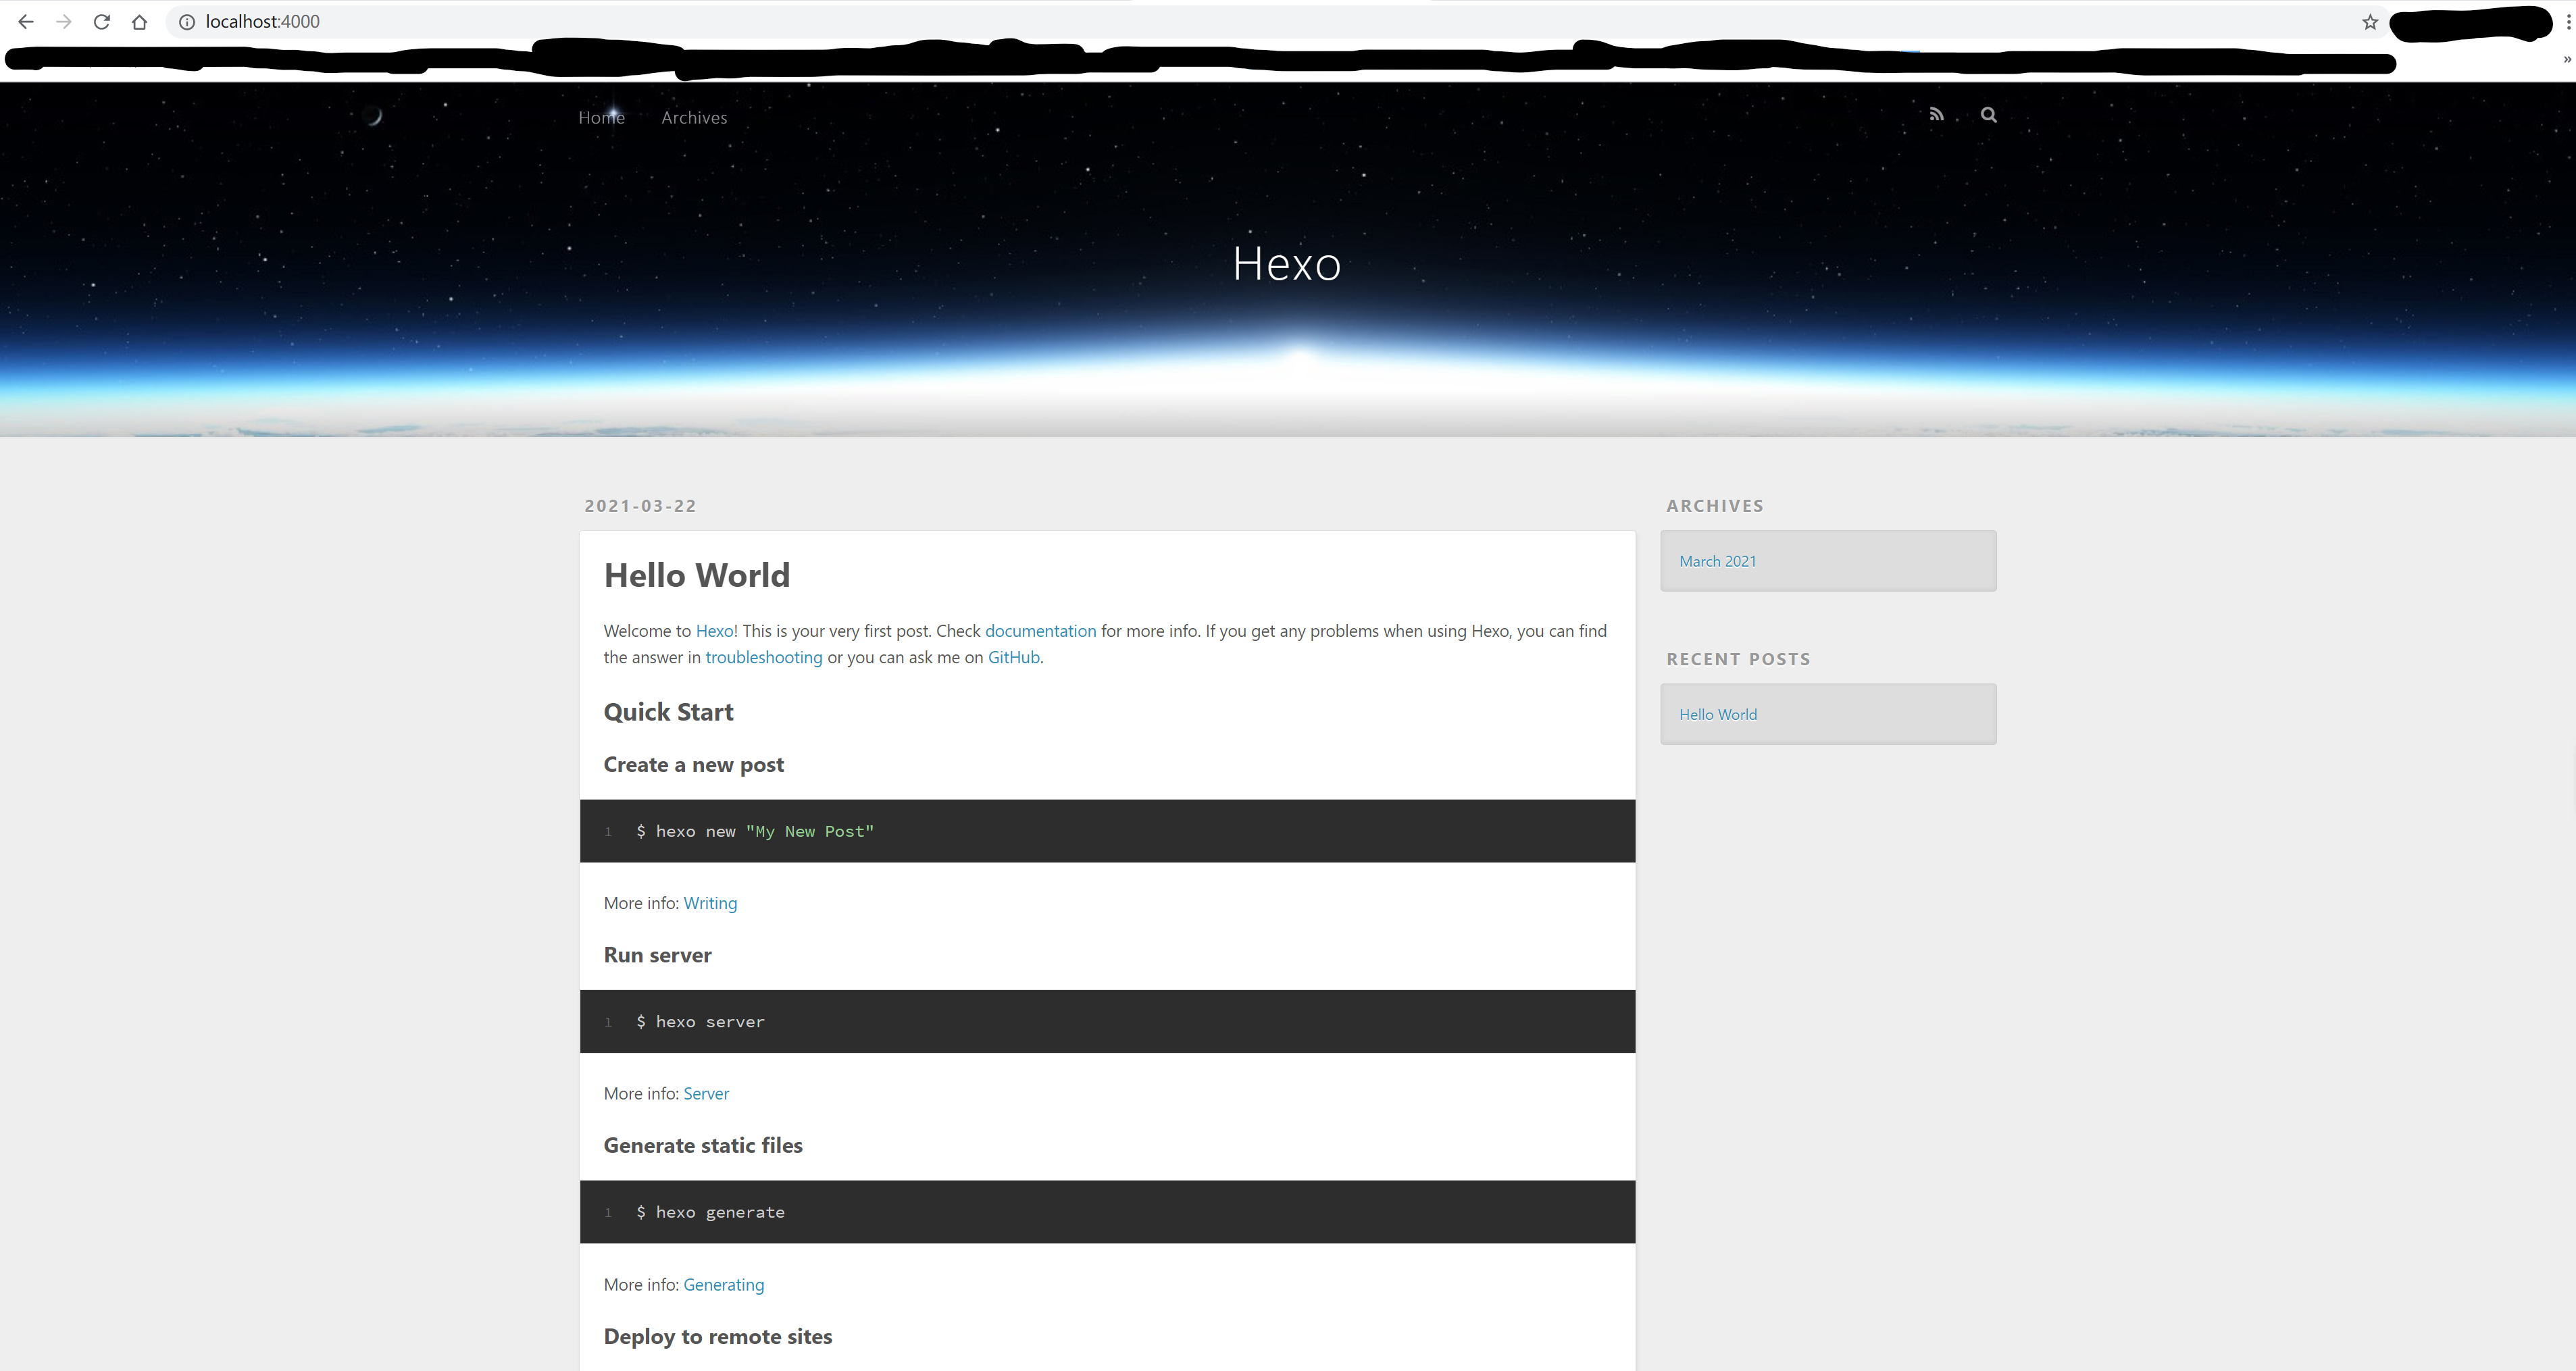 localhost:4000
»
Home Archives
Hexo
2021-03-22
Hello World
Welcome to Hexo! This is your very first post. Check documentation for more info. If you get any problems when using Hexo, you can find
the answer in troubleshooting or you can ask me on GitHub.
Quick Start
Create a new post
1 $ hexo new "My New Post"
More info: Writing
Run server
1 $ hexo server
More info: Server
Generate static files
1 $ hexo generate
More info: Generating
Deploy to remote sites
ARCHIVES
March 2021
RECENT POSTS
Hello World